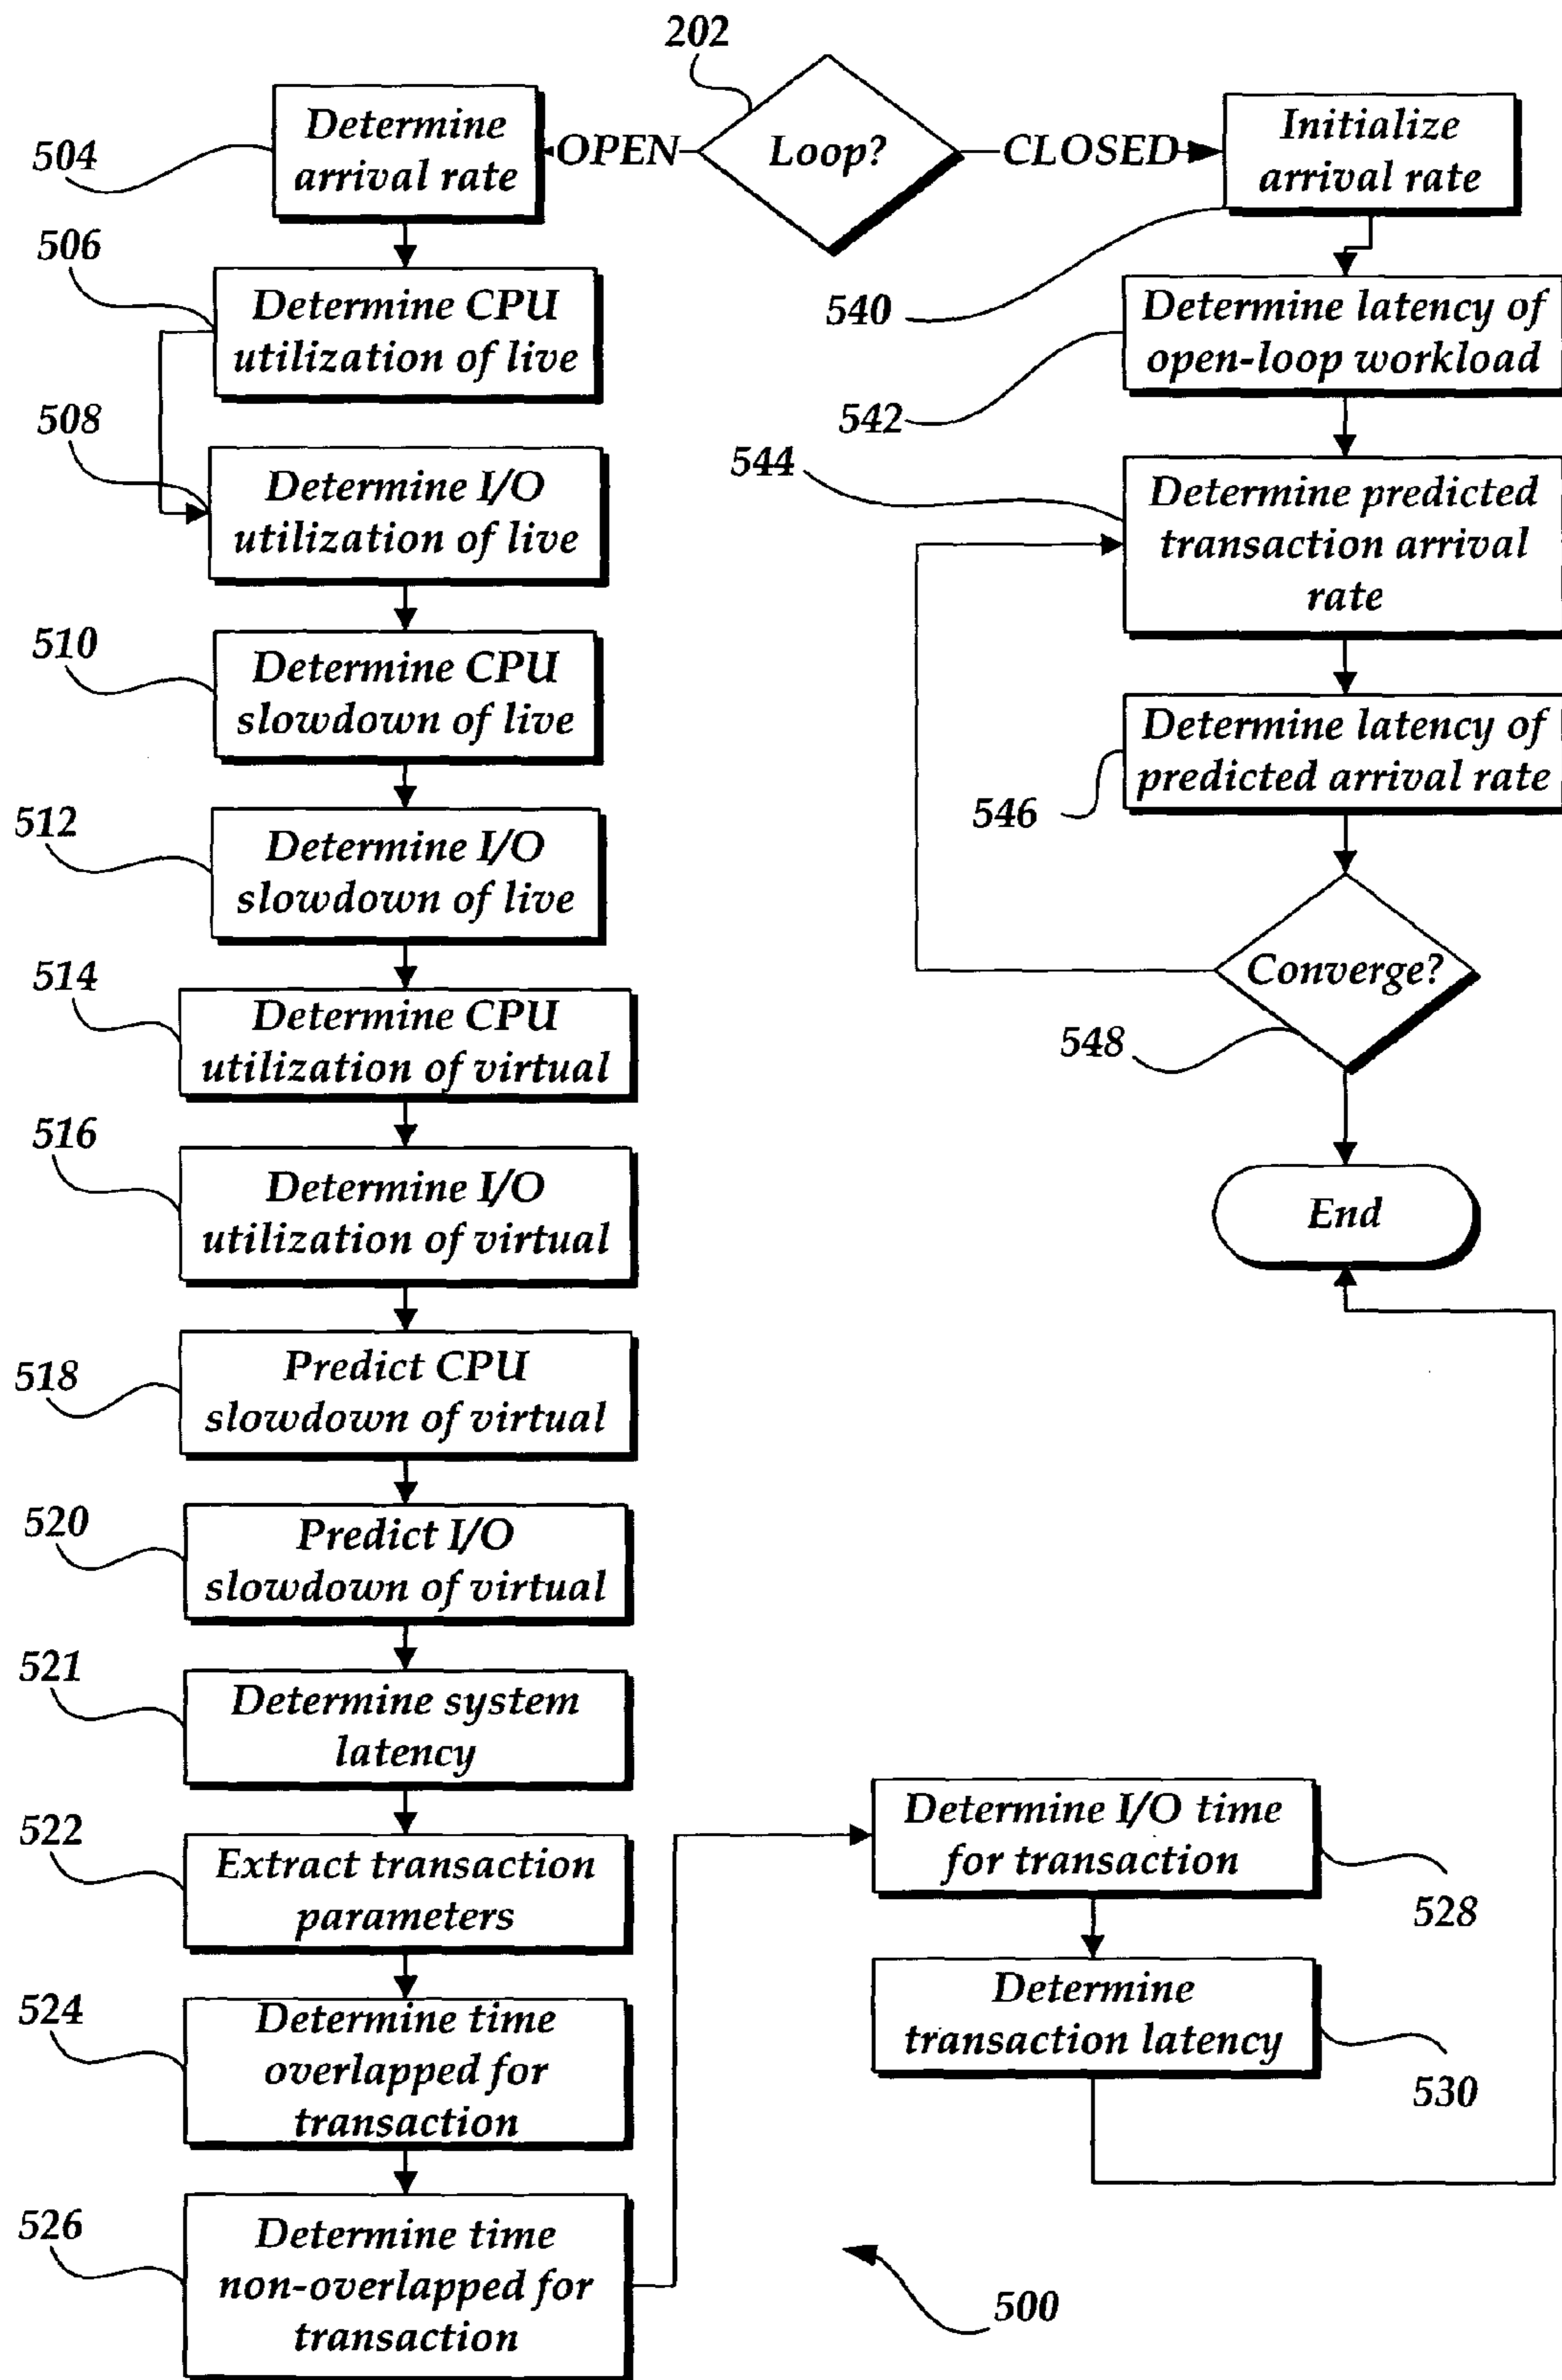 202
504
Determine
arrival rate
OPEN
Loop?
CLOSED
Initialize
arrival rate
506
Determine CPU
utilization of live
540
Determine latency of
open-loop workload
542
508
Determine I/O
utilization of live
544
Determine predicted
transaction arrival
rate
510
Determine CPU
slowdown of live
546
Determine latency of
predicted arrival rate
512
Determine I/O
slowdown of live
514
Determine CPU
utilization of virtual
Converge?
548
516
Determine I/O
utilization of virtual
End
518
Predict CPU
slowdown of virtual
520
Predict I/O
slowdown of virtual
521
Determine system
latency
522
Extract transaction
parameters
524
Determine time
overlapped for
transaction
526
Determine time
non-overlapped for
transaction
Determine I/O time
for transaction
528
Determine
transaction latency
530
500